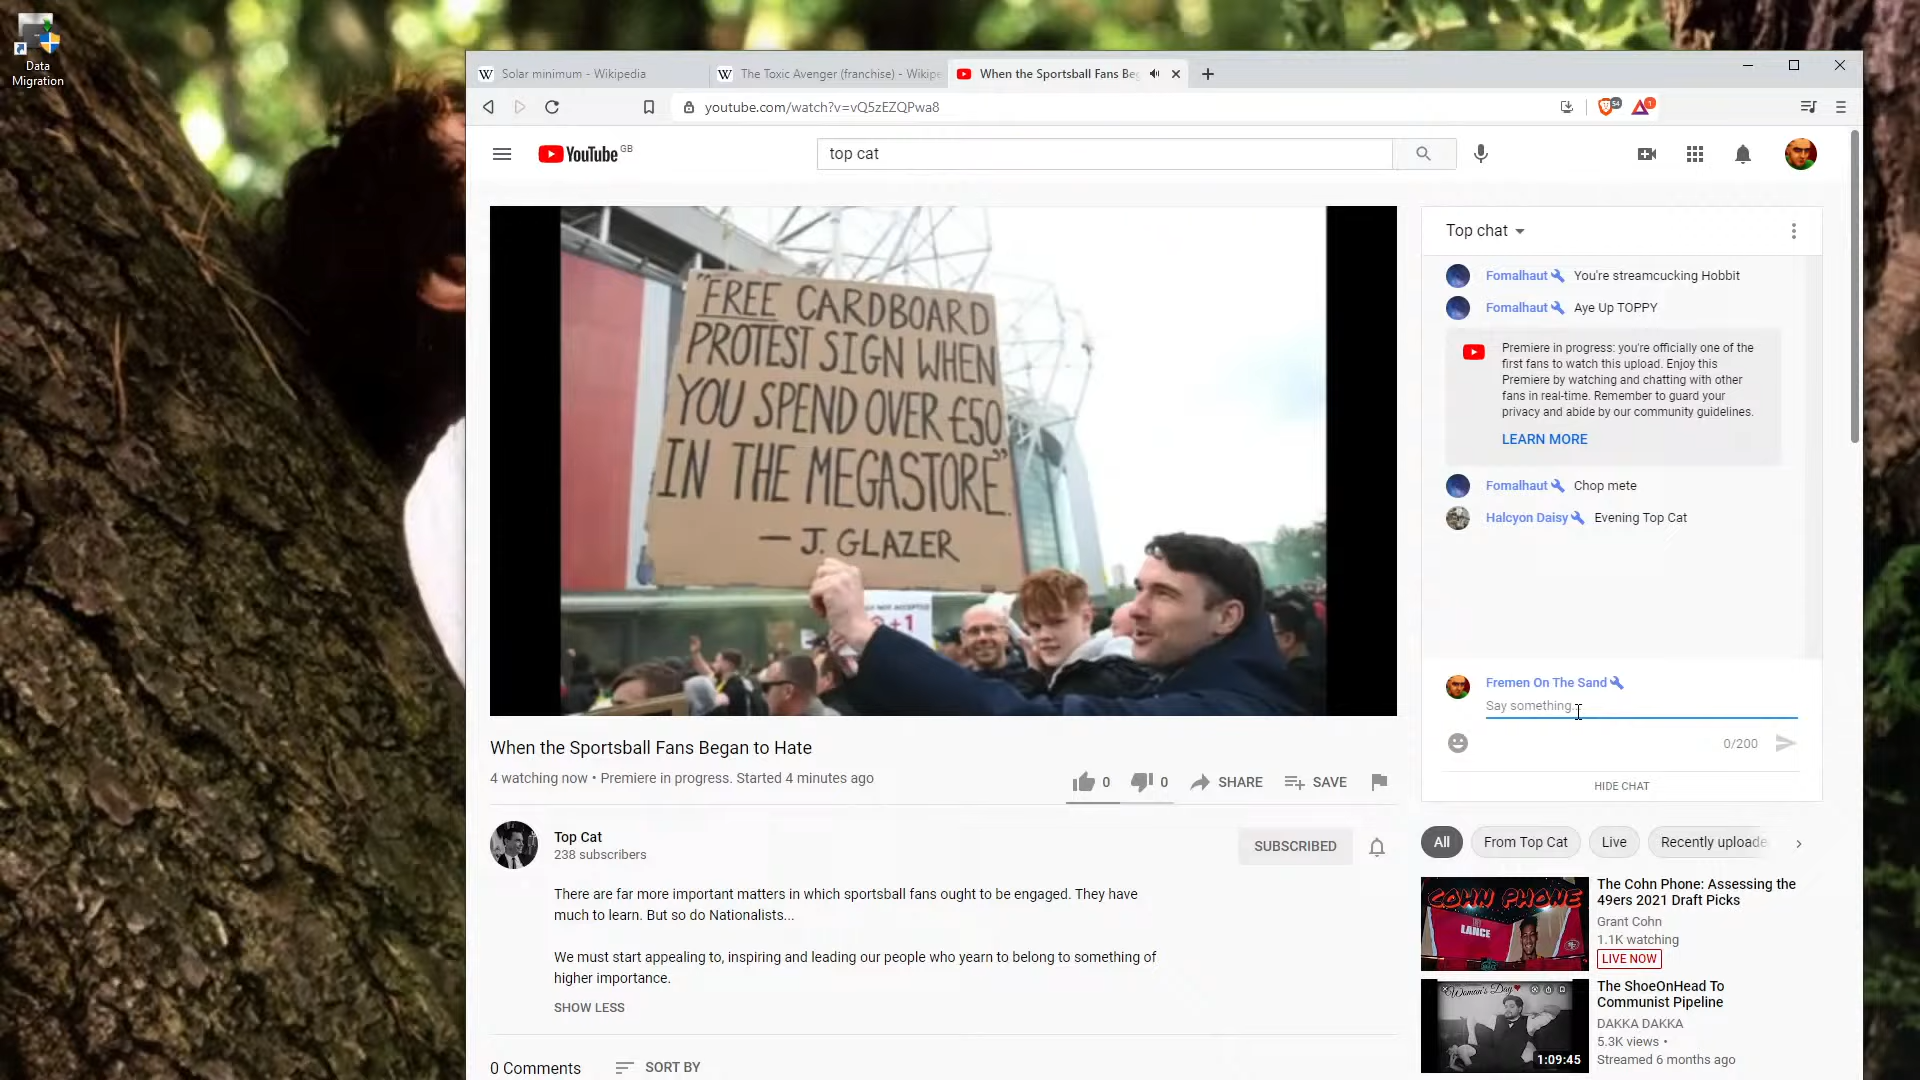 Data
Migration
Solar minimum - Wikipedia
The Toxic Avenger (franchise) - Wikipe
When the Sportsball Fans Beg
youtube.com/watch?v=vQ5zEZQPwa8
54
1
YouTube GB
top cat
"FREE CARDBOARD
PROTEST SIGN WHEN
YOU SPEND OVER £50
IN THE MEGASTORE"
— J. GLAZER
NOT ACCEPTED
+1
Top chat
Fomalhaut You're streamcucking Hobbit
Fomalhaut Aye Up TOPPY
Premiere in progress: you're officially one of the
first fans to watch this upload. Enjoy this
Premiere by watching and chatting with other
fans in real-time. Remember to guard your
privacy and abide by our community guidelines.
LEARN MORE
Fomalhaut Chop mete
Halcyon Daisy Evening Top Cat
Fremen On The Sand
Say something...
0/200
HIDE CHAT
When the Sportsball Fans Began to Hate
4 watching now • Premiere in progress. Started 4 minutes ago
0
0
SHARE
SAVE
Top Cat
238 subscribers
SUBSCRIBED
There are far more important matters in which sportsball fans ought to be engaged. They have
much to learn. But so do Nationalists...
We must start appealing to, inspiring and leading our people who yearn to belong to something of
higher importance.
SHOW LESS
0 Comments
SORT BY
All
From Top Cat
Live
Recently uploade
COHN PHONE
LANCE
The Cohn Phone: Assessing the
49ers 2021 Draft Picks
Grant Cohn
1.1K watching
LIVE NOW
Woman's Day
1:09:45
The ShoeOnHead To
Communist Pipeline
DAKKA DAKKA
5.3K views •
Streamed 6 months ago